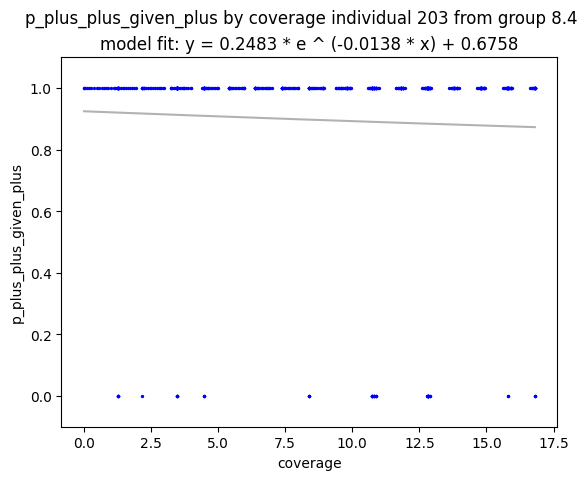 p_plus_plus_given_plus by coverage individual 203 from group 8.4
model fit: y = 0.2483 * e ^ (-0.0138 * x) + 0.6758
p_plus_plus_given_plus
1.0
0.8
0.6
0.4
0.2
0.0
0.0 2.5 5.0 7.5 10.0 12.5 15.0 17.5
coverage